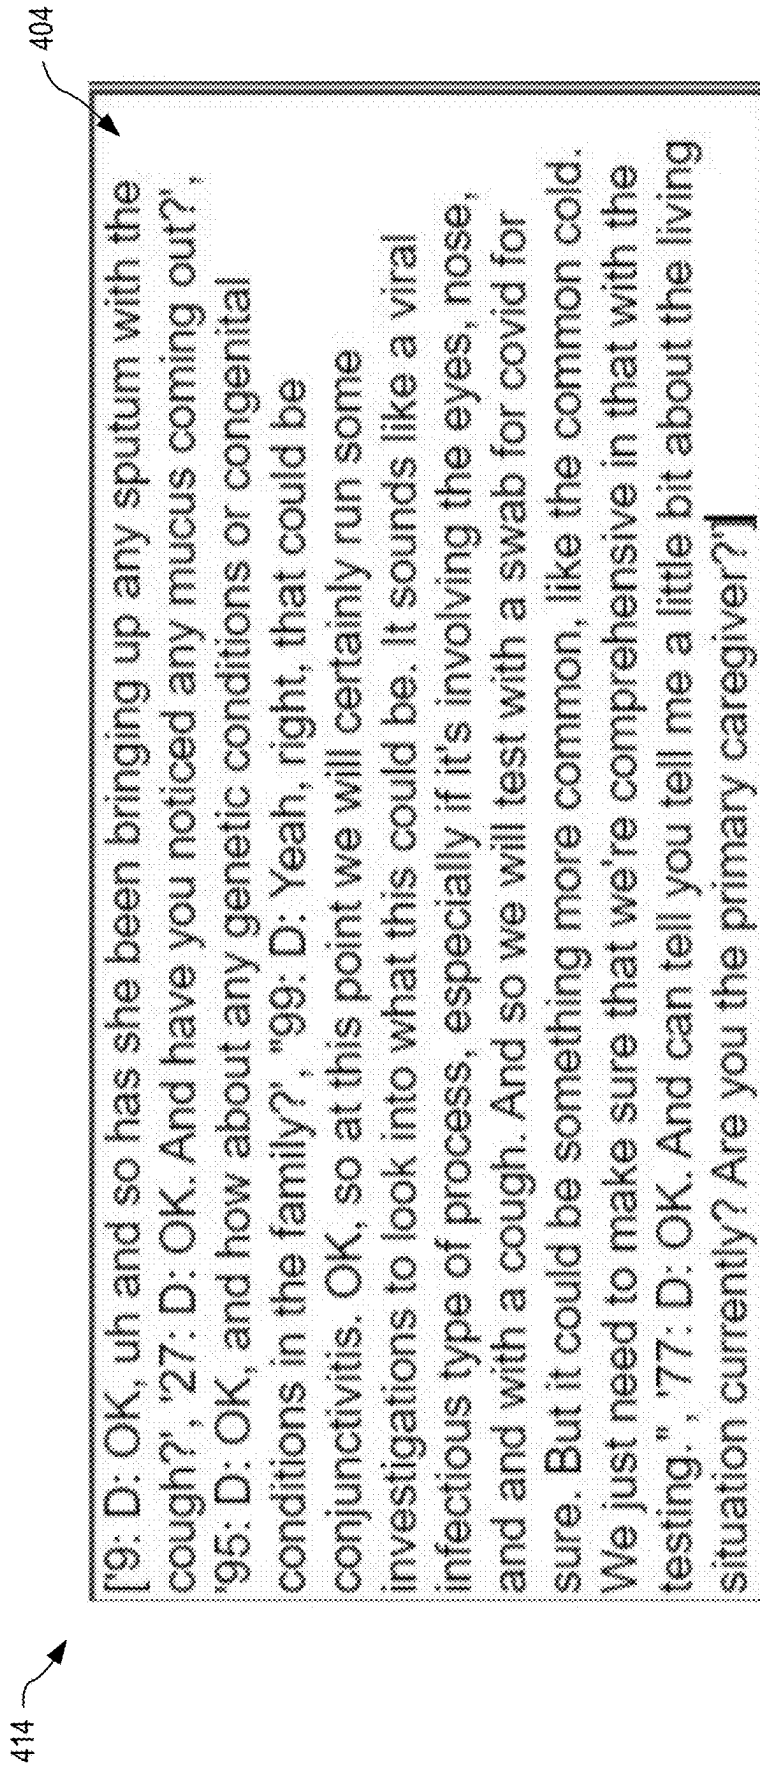 414
404
['9: D: OK, uh and so has she been bringing up any sputum with the
cough?', '27: D: OK. And have you noticed any mucus coming out?',
'95: D: OK, and how about any genetic conditions or congenital
conditions in the family?', "99: D: Yeah, right, that could be
conjunctivitis. OK, so at this point we will certainly run some
investigations to look into what this could be. It sounds like a viral
infectious type of process, especially if it's involving the eyes, nose,
and and with a cough. And so we will test with a swab for covid for
sure. But it could be something more common, like the common cold.
We just need to make sure that we're comprehensive in that with the
testing.", '77: D: OK. And can tell you tell me a little bit about the living
situation currently? Are you the primary caregiver?']